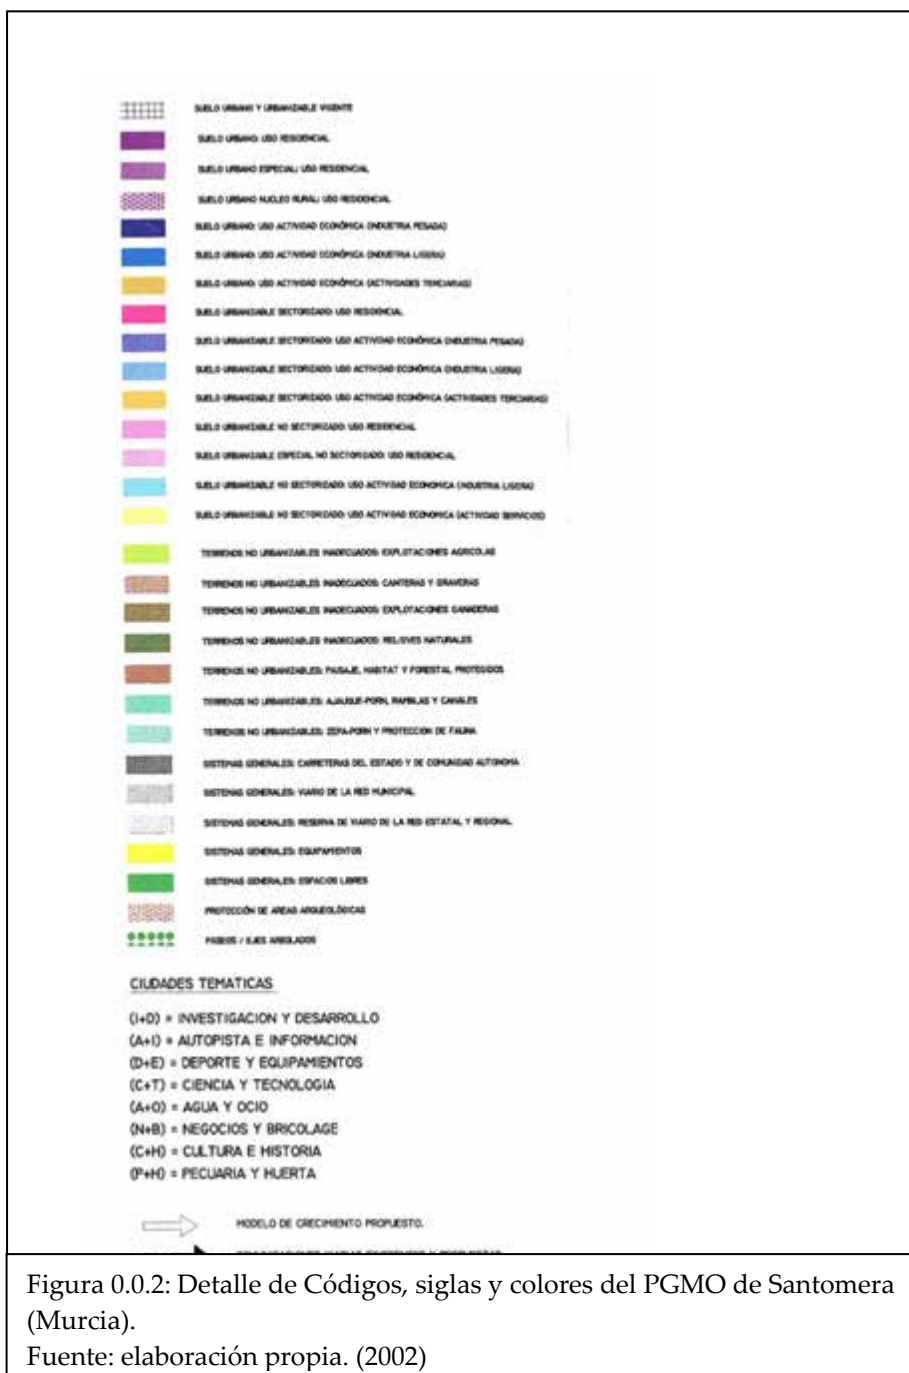 SUELO URBANO Y URBANIZABLE VIGENTE
SUELO URBANO: USO RESIDENCIAL
SUELO URBANO ESPECIAL: USO RESIDENCIAL
SUELO URBANO NUCLEO RURAL: USO RESIDENCIAL
SUELO URBANO: USO ACTIVIDAD ECONÓMICA (INDUSTRIA PESADA)
SUELO URBANO: USO ACTIVIDAD ECONÓMICA (INDUSTRIA LIGERA)
SUELO URBANO: USO ACTIVIDAD ECONÓMICA (ACTIVIDADES TERCIARIAS)
SUELO URBANIZABLE SECTORIZADO: USO RESIDENCIAL
SUELO URBANIZABLE SECTORIZADO: USO ACTIVIDAD ECONÓMICA (INDUSTRIA PESADA)
SUELO URBANIZABLE SECTORIZADO: USO ACTIVIDAD ECONÓMICA (INDUSTRIA LIGERA)
SUELO URBANIZABLE SECTORIZADO: USO ACTIVIDAD ECONÓMICA (ACTIVIDADES TERCIARIAS)
SUELO URBANIZABLE NO SECTORIZADO: USO RESIDENCIAL
SUELO URBANIZABLE ESPECIAL NO SECTORIZADO: USO RESIDENCIAL
SUELO URBANIZABLE NO SECTORIZADO: USO ACTIVIDAD ECONOMICA (INDUSTRIA LIGERA)
SUELO URBANIZABLE NO SECTORIZADO: USO ACTIVIDAD ECONOMICA (ACTIVIDAD SERVICIOS)
TERRENOS NO URBANIZABLES INADECUADOS: EXPLOTACIONES AGRICOLAS
TERRENOS NO URBANIZABLES: INADECUADOS: CANTERAS Y GRAVERAS
TERRENOS NO URBANIZABLES INADECUADOS: EXPLOTACIONES GANADERAS
TERRENOS NO URBANIZABLES INADECUADOS: RELIEVES NATURALES
TERRENOS NO URBANIZABLES: PAISAJE, HABITAT Y FORESTAL PROTEGIDOS
TERRENOS NO URBANIZABLES: AJAUQUE-PORN, RAMBLAS Y CANALES
TERRENOS NO URBANIZABLES: ZEPA-PORN Y PROTECCION DE FAUNA
SISTEMAS GENERALES: CARRETERAS DEL ESTADO Y DE COMUNIDAD AUTONOMA
SISTEMAS GENERALES: VIARIO DE LA RED MUNICIPAL
SISTEMAS GENERALES: RESERVA DE VIARIO DE LA RED ESTATAL Y REGIONAL
SISTEMAS GENERALES: EQUIPAMIENTOS
SISTEMAS GENERALES: ESPACIOS LIBRES
PROTECCIÓN DE AREAS ARQUEOLÓGICAS
PASEOS / EJES ARBOLADOS
CIUDADES TEMATICAS
(I+D) = INVESTIGACION Y DESARROLLO
(A+I) = AUTOPISTA E INFORMACION
(D+E) = DEPORTE Y EQUIPAMIENTOS
(C+T) = CIENCIA Y TECNOLOGIA
(A+O) = AGUA Y OCIO
(N+B) = NEGOCIOS Y BRICOLAGE
(C+H) = CULTURA E HISTORIA
(P+H) = PECUARIA Y HUERTA
MODELO DE CRECIMIENTO PROPUESTO.
Figura 0.0.2: Detalle de Códigos, siglas y colores del PGMO de Santomera
(Murcia).
Fuente: elaboración propia. (2002)